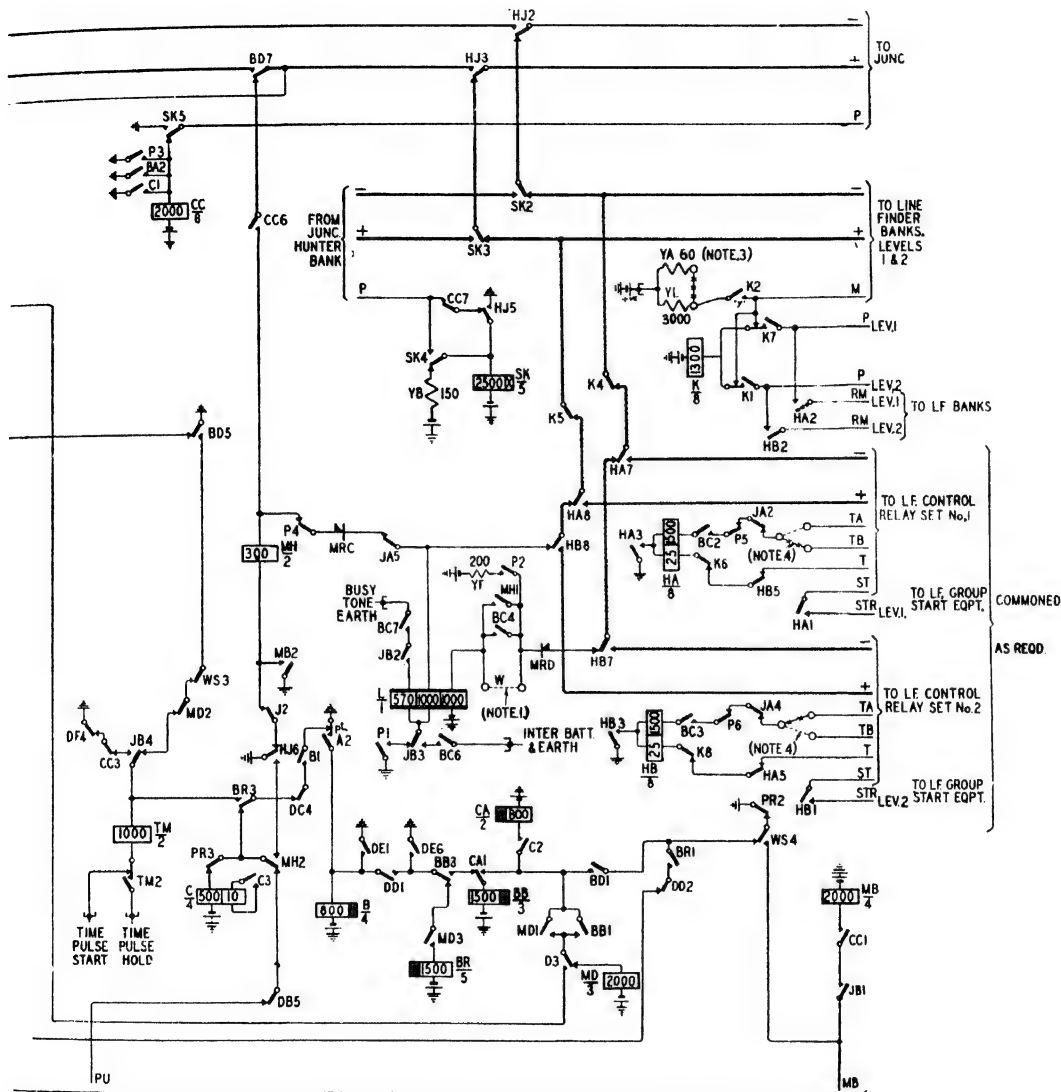 HJ2
−
BD7
HJ3
+
TO JUNC
SK5
P
P3
BA2
C1
2000 CC/8
CC6
FROM JUNC. HUNTER BANK
−
+
P
SK2
SK3
−
+
M
TO LINE FINDER BANKS. LEVELS 1 & 2
CC7
HJ5
SK4
YB 150
2500 SK/5
YA 60 (NOTE.3)
3000
K2
K7
1300 K/8
K1
P LEV.1
P LEV.2
RM LEV.1
RM LEV.2
HA2
HB2
TO LF BANKS
K4
K5
BD5
HA7
−
HA8
+
TO L.F. CONTROL RELAY SET No.1
P4
MRC
JA5
300 MH/2
HB8
HA3
500
25
HA/8
BC2
P5
JA2
K6
(NOTE.4)
HB5
TA
TB
T
ST
HA1
STR LEV.1.
TO L.F. GROUP START EQPT.
COMMONED AS REQD.
200 YF
P2
MH1
BC4
BUSY TONE EARTH
BC7
JB2
MRD
HB7
−
+
W
(NOTE.1.)
L/1
570 1000 1000
TO L.F. CONTROL RELAY SET No.2
MB2
WS3
MD2
J2
HJ6
A2
B1
P1
JB3
BC6
INTER BATT. & EARTH
HB3
1500
25
HB/8
BC3
P6
JA4
K8
(NOTE 4)
HA5
TA
TB
T
ST
HB1
STR LEV.2
TO L.F. GROUP START EQPT.
DF4
CC3
JB4
BR3
DC4
CA/2 800
C2
PR2
WS4
1000 TM/2
PR3
MH2
C/4 500 10
C3
TM2
TIME PULSE START
TIME PULSE HOLD
DE1
DD1
DE6
BB3
CA1
BD1
BR1
DD2
800 B/4
1500 BB/3
MD3
MD1
BB1
1500 BR/5
D3
MD/3 2000
2000 MB/4
CC1
JB1
DB5
PU
MB